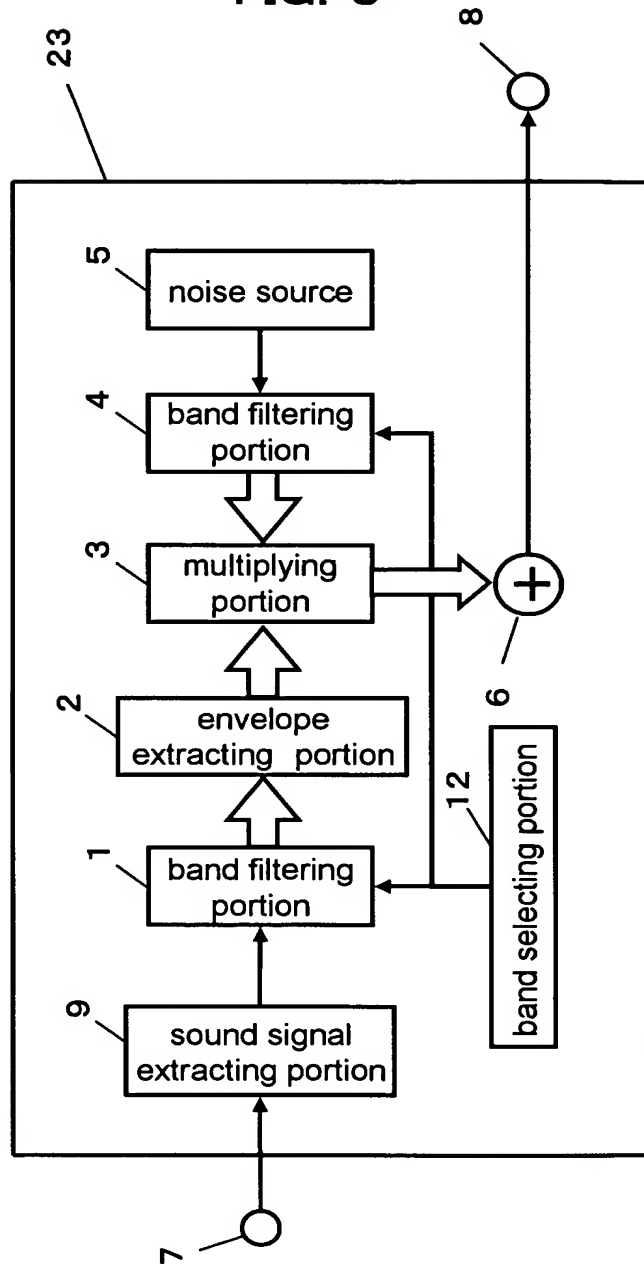 FIG.
23
8
5
noise source
4
band filtering
portion
3
multiplying
portion
2
envelope
extracting portion
6
+
12
band selecting portion
1
band filtering
portion
9
sound signal
extracting portion
7